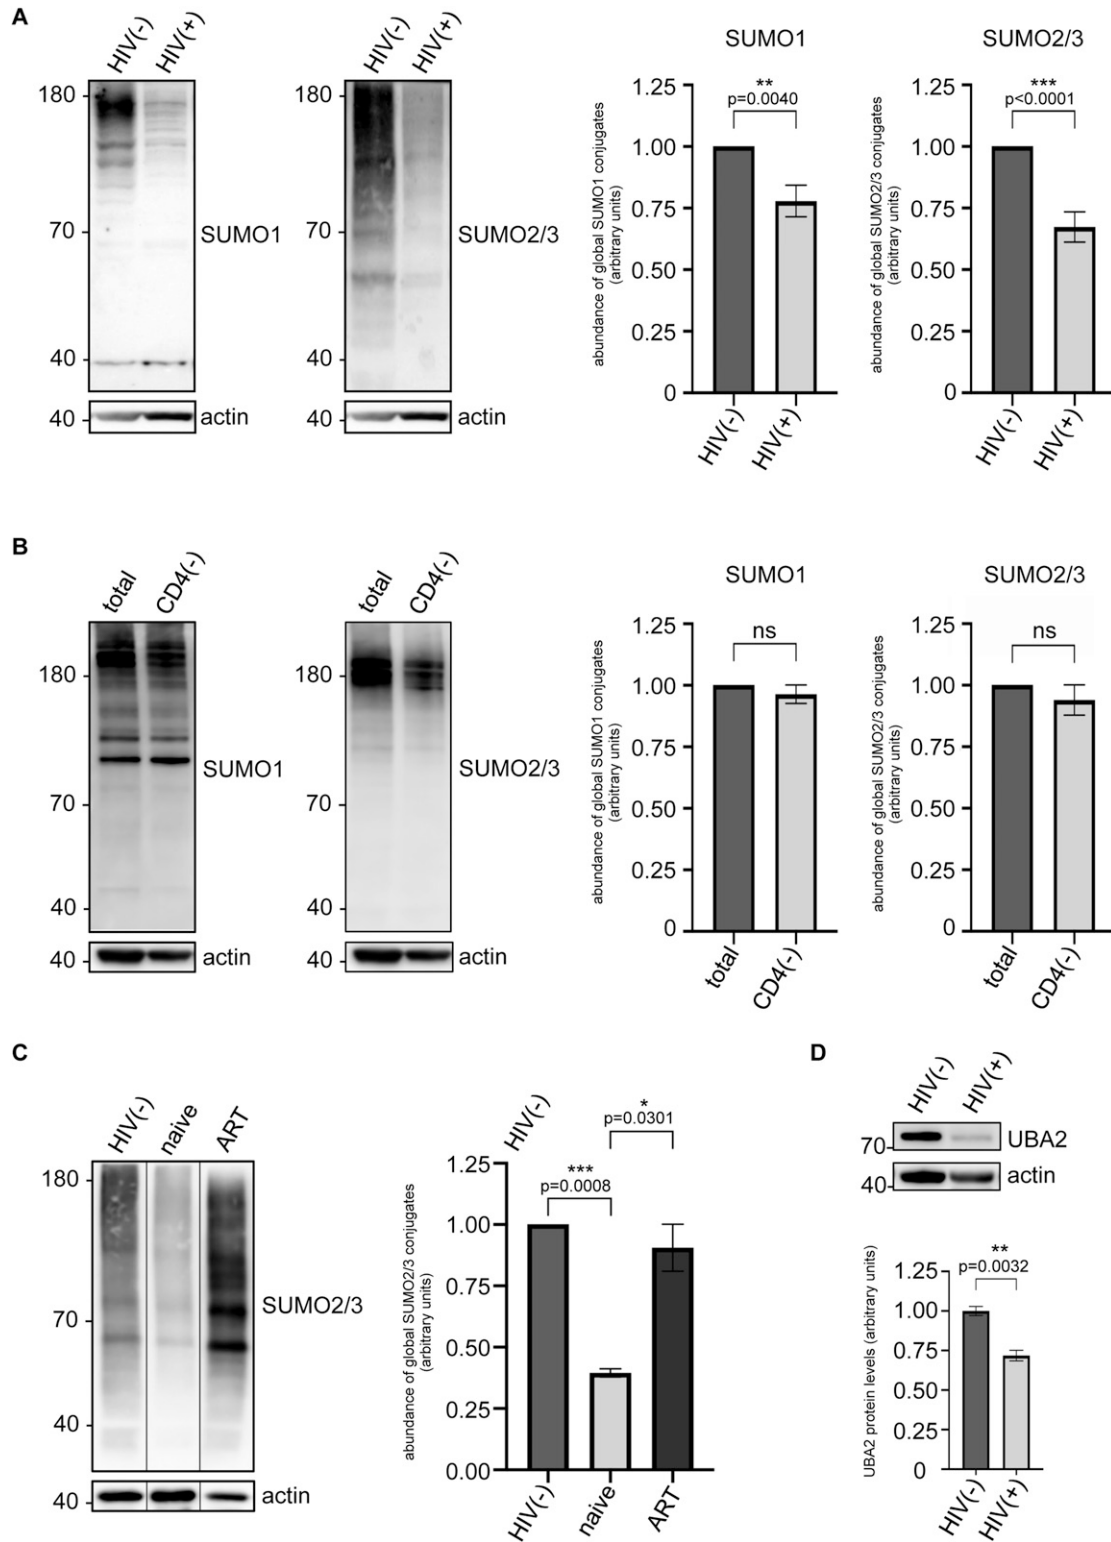 A
HIV(-) HIV(+)
180
70
40
SUMO1
40
actin
HIV(-) HIV(+)
180
70
40
SUMO2/3
40
actin
SUMO1
abundance of global SUMO1 conjugates
(arbitrary units)
1.25
1.00
0.75
0.50
0.25
0
**
p=0.0040
HIV(-) HIV(+)
SUMO2/3
abundance of global SUMO2/3 conjugates
(arbitrary units)
1.25
1.00
0.75
0.50
0.25
0
***
p<0.0001
HIV(-) HIV(+)
B
total CD4(-)
180
70
40
SUMO1
40
actin
total CD4(-)
180
70
40
SUMO2/3
40
actin
SUMO1
abundance of global SUMO1 conjugates
(arbitrary units)
1.25
1.00
0.75
0.50
0.25
0
ns
total CD4(-)
SUMO2/3
abundance of global SUMO2/3 conjugates
(arbitrary units)
1.25
1.00
0.75
0.50
0.25
0
ns
total CD4(-)
C
HIV(-) naive ART
180
70
40
SUMO2/3
40
actin
HIV(-)
abundance of global SUMO2/3 conjugates
(arbitrary units)
1.25
1.00
0.75
0.50
0.25
0.00
***
p=0.0008
*
p=0.0301
HIV(-) naive ART
D
HIV(-) HIV(+)
70
UBA2
40
actin
UBA2 protein levels (arbitrary units)
1.25
1.00
0.75
0.50
0.25
0
**
p=0.0032
HIV(-) HIV(+)